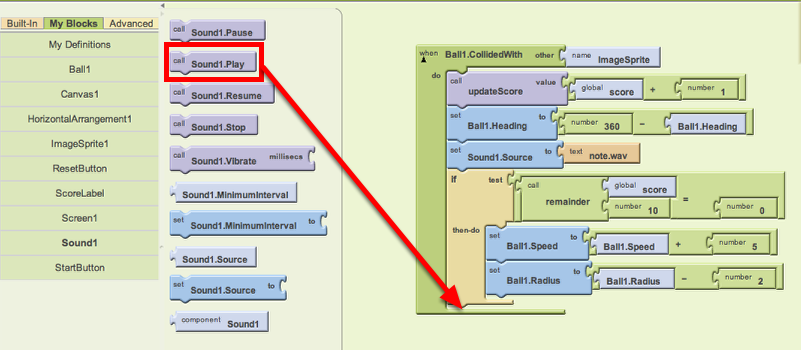 Built-In My Blocks Advanced
My Definitions
Ball1
Canvas1
HorizontalArrangement1
ImageSprite1
ResetButton
ScoreLabel
Screen1
Sound1
StartButton
call Sound1.Pause
call Sound1.Play
call Sound1.Resume
call Sound1.Stop
call Sound1.Vibrate millisecs
Sound1.MinimumInterval
set Sound1.MinimumInterval to
Sound1.Source
set Sound1.Source to
component Sound1
when Ball1.CollidedWith other name ImageSprite
do call updateScore value global score + number 1
set Ball1.Heading to number 360 − Ball1.Heading
set Sound1.Source to text note.wav
if test call remainder global score number 10 = number 0
then-do set Ball1.Speed to Ball1.Speed + number 5
set Ball1.Radius to Ball1.Radius − number 2